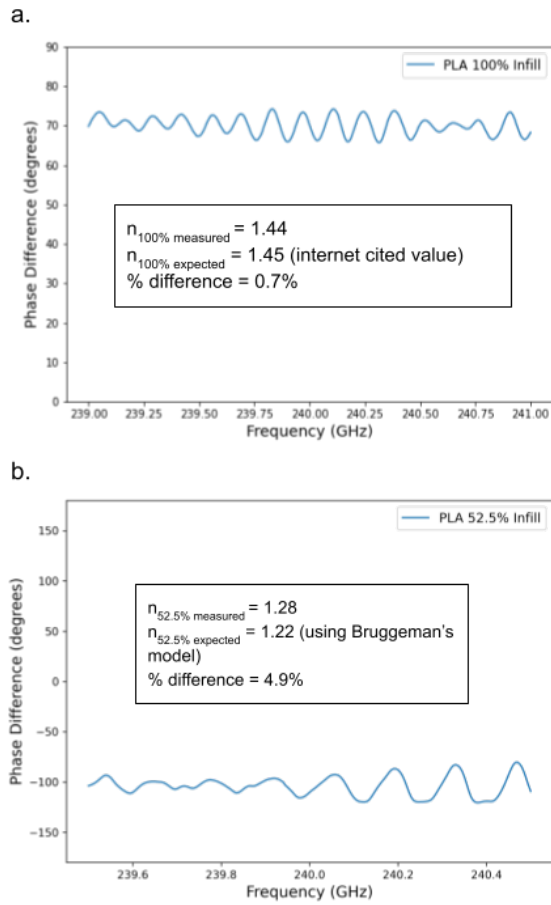 a.
90
80
70
60
50
40
30
20
10
0
Phase Difference (degrees)
PLA 100% Infill
n100% measured = 1.44
n100% expected = 1.45 (internet cited value)
% difference = 0.7%
239.00 239.25 239.50 239.75 240.00 240.25 240.50 240.75 241.00
Frequency (GHz)
b.
150
100
50
0
−50
−100
−150
Phase Difference (degrees)
PLA 52.5% Infill
n52.5% measured = 1.28
n52.5% expected = 1.22 (using Bruggeman's
model)
% difference = 4.9%
239.6 239.8 240.0 240.2 240.4
Frequency (GHz)